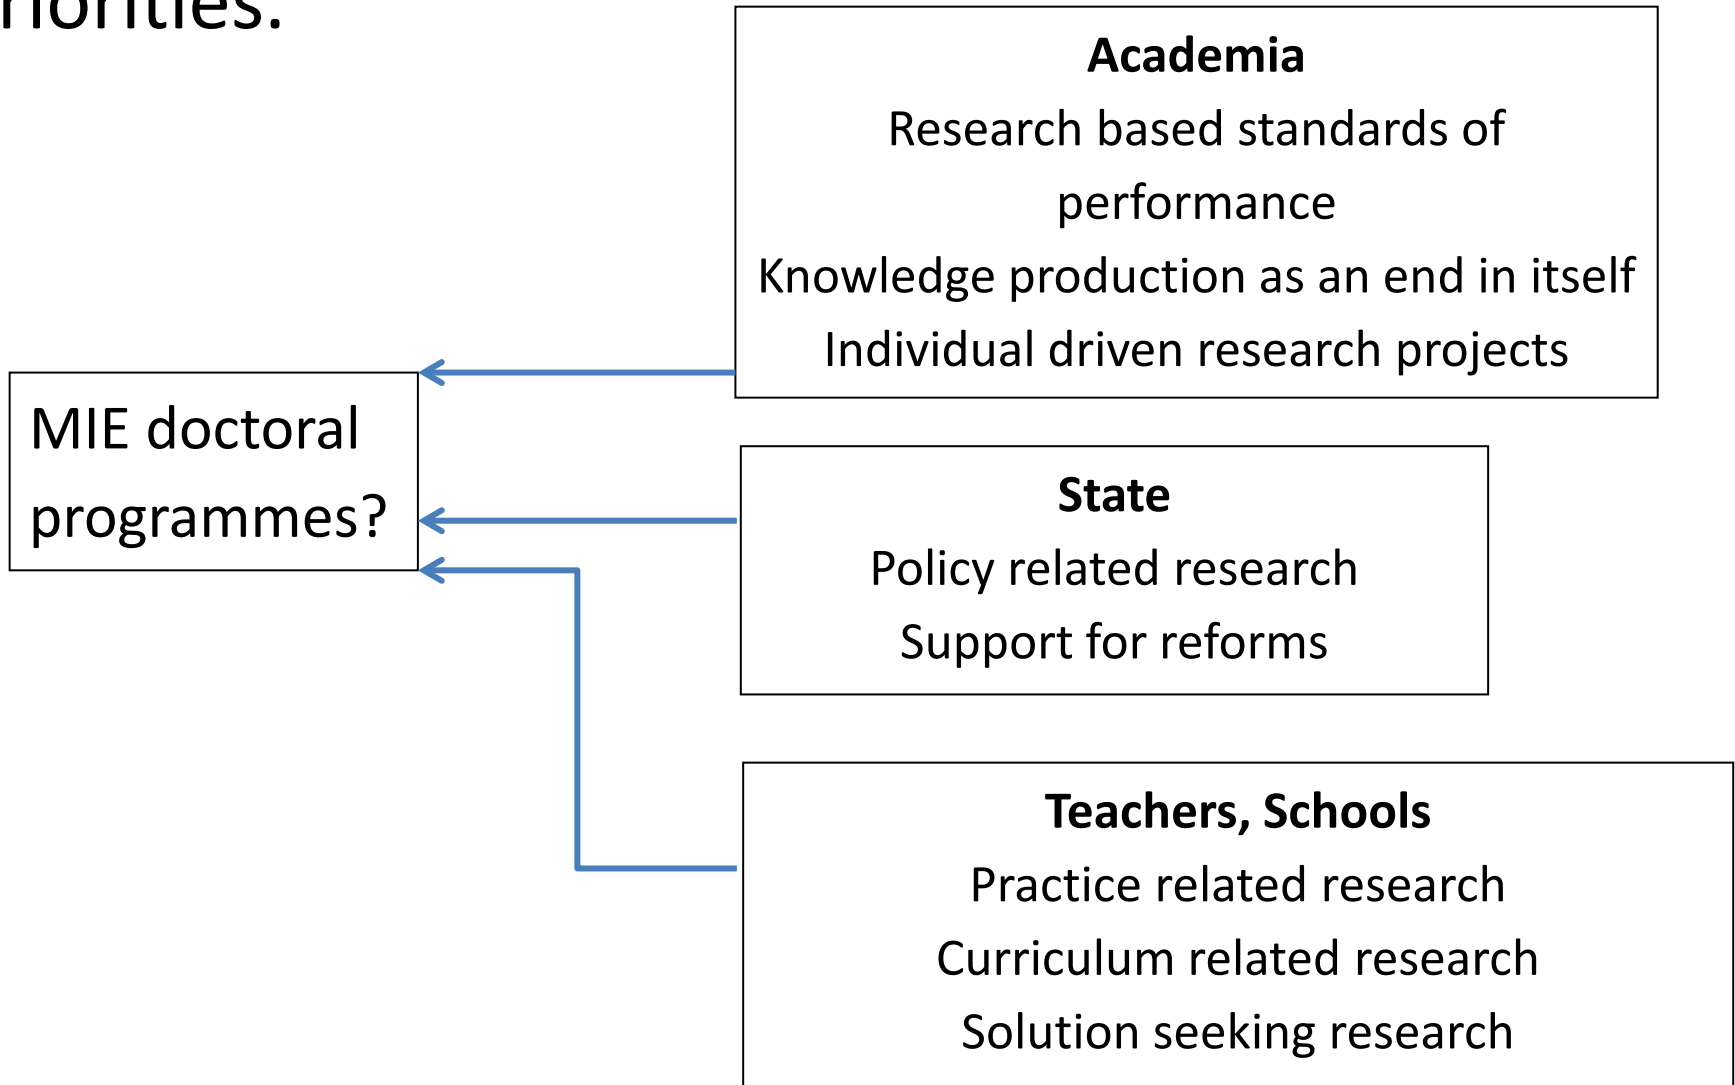 riorities.
Academia
Research based standards of
performance
Knowledge production as an end in itself
Individual driven research projects
MIE doctoral
programmes?
State
Policy related research
Support for reforms
Teachers, Schools
Practice related research
Curriculum related research
Solution seeking research